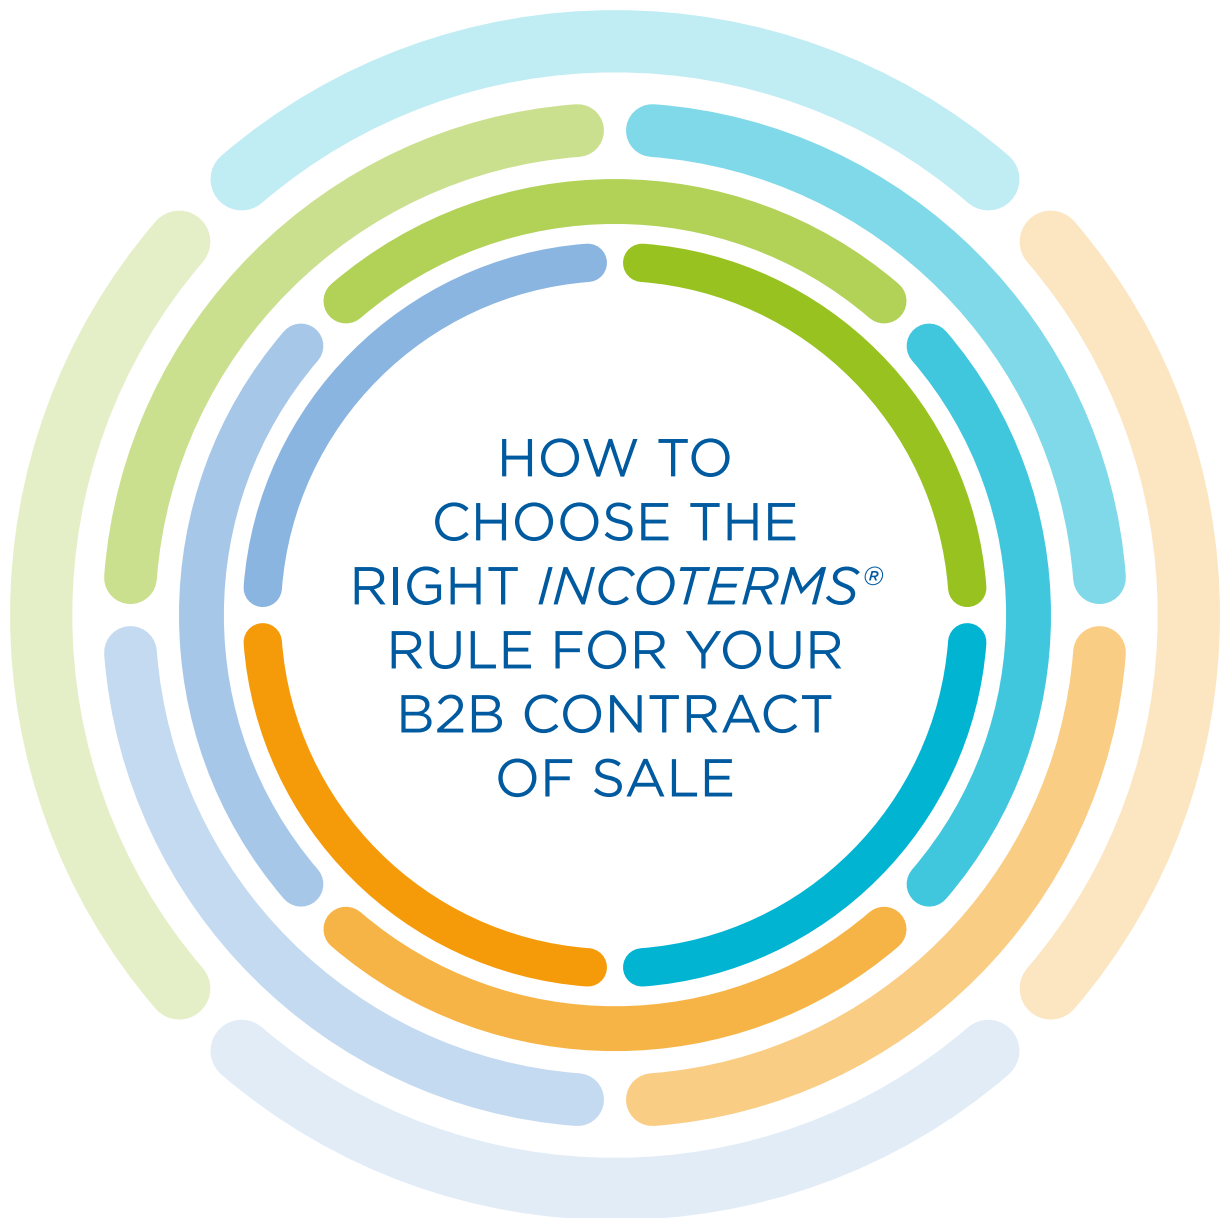 HOW TO
CHOOSE THE
RIGHT INCOTERMS®
RULE FOR YOUR
B2B CONTRACT
OF SALE